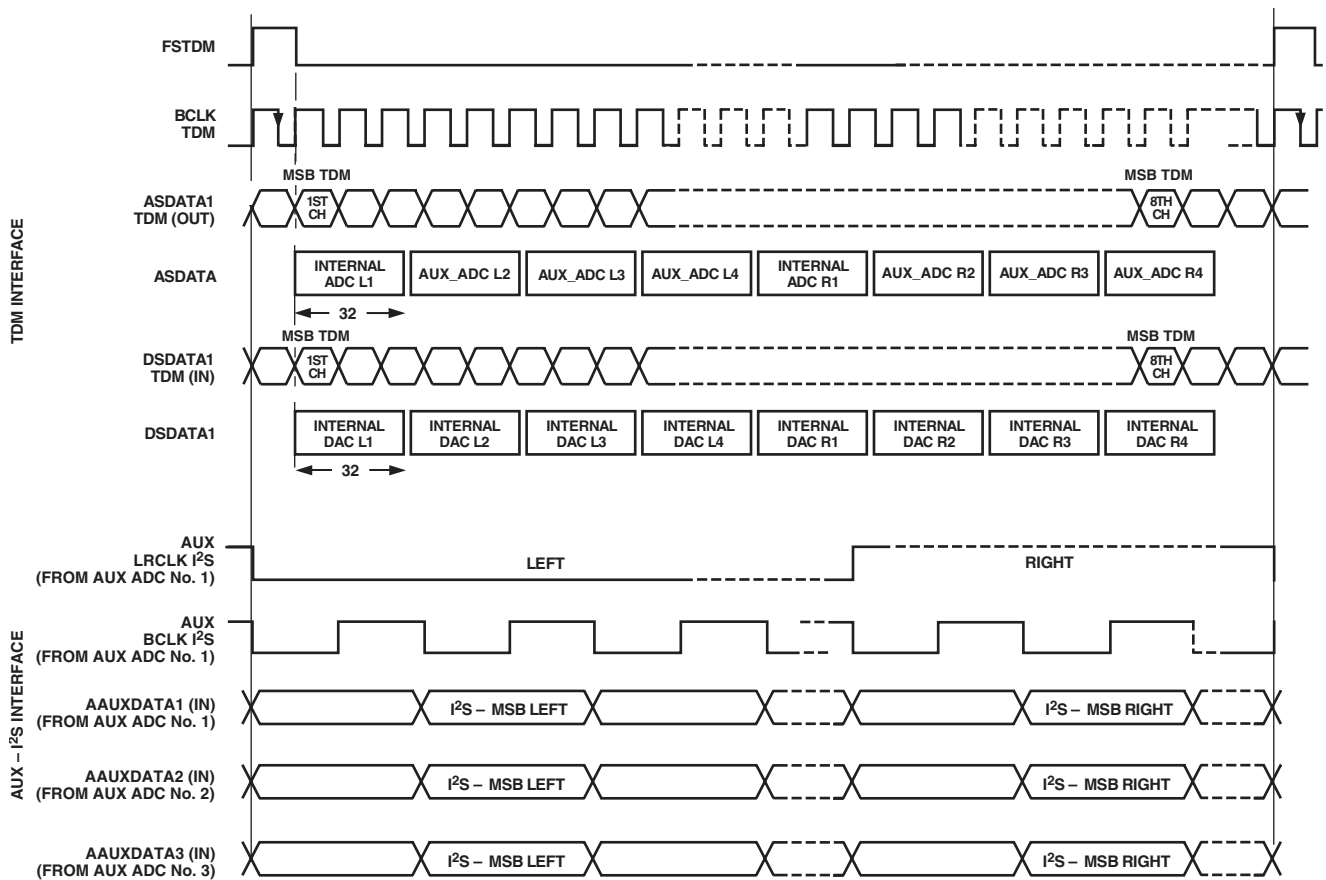 FSTDM
BCLK
TDM
MSB TDM
MSB TDM
ASDATA1
TDM (OUT)
1ST
CH
8TH
CH
ASDATA
INTERNAL
ADC L1
AUX_ADC L2
AUX_ADC L3
AUX_ADC L4
INTERNAL
ADC R1
AUX_ADC R2
AUX_ADC R3
AUX_ADC R4
32
TDM INTERFACE
MSB TDM
MSB TDM
DSDATA1
TDM (IN)
1ST
CH
8TH
CH
DSDATA1
INTERNAL
DAC L1
INTERNAL
DAC L2
INTERNAL
DAC L3
INTERNAL
DAC L4
INTERNAL
DAC R1
INTERNAL
DAC R2
INTERNAL
DAC R3
INTERNAL
DAC R4
32
AUX
LRCLK I²S
(FROM AUX ADC No. 1)
LEFT
RIGHT
AUX
BCLK I²S
(FROM AUX ADC No. 1)
AUX – I²S INTERFACE
AAUXDATA1 (IN)
(FROM AUX ADC No. 1)
I²S – MSB LEFT
I²S – MSB RIGHT
AAUXDATA2 (IN)
(FROM AUX ADC No. 2)
I²S – MSB LEFT
I²S – MSB RIGHT
AAUXDATA3 (IN)
(FROM AUX ADC No. 3)
I²S – MSB LEFT
I²S – MSB RIGHT